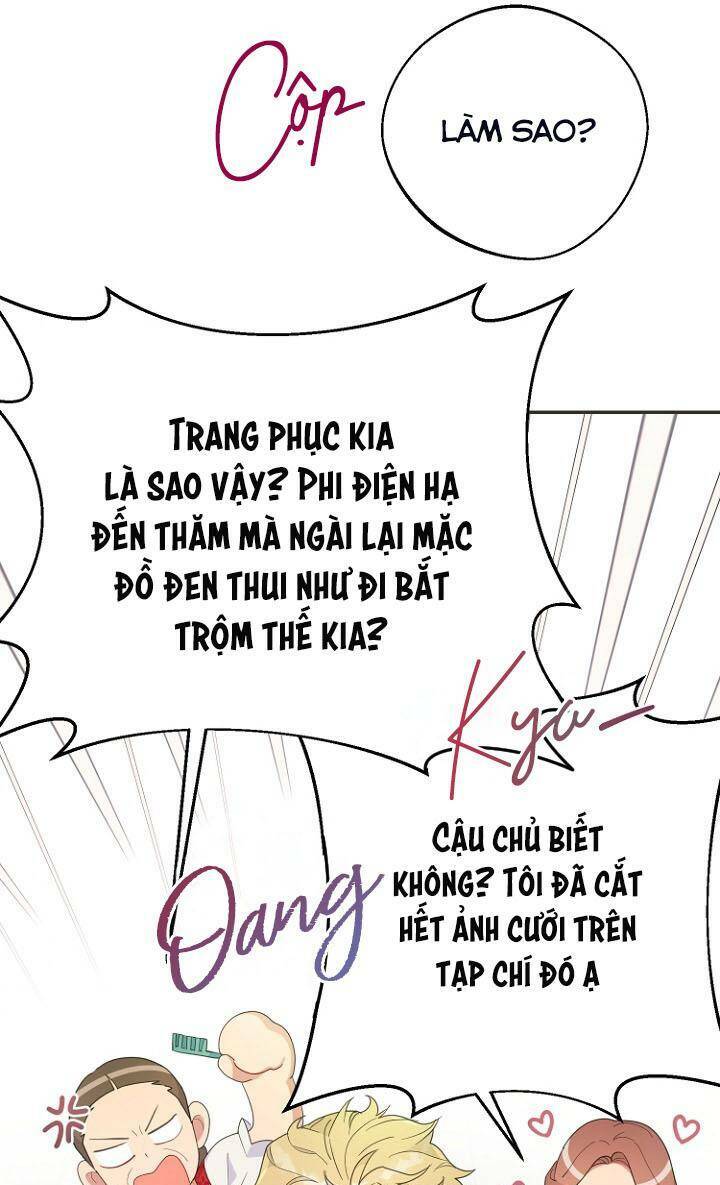 Cộp
LÀM SAO?
TRANG PHỤC KIA
LÀ SAO VẬY? PHI ĐIỆN HẠ
ĐẾN THĂM MÀ NGÀI LẠI MẶC
ĐỒ ĐEN THUI NHƯ ĐI BẮT
TRỘM THẾ KIA?
Kya_
CẬU CHỦ BIẾT
KHÔNG? TÔI ĐÃ CẮT
HẾT ẢNH CƯỚI TRÊN
TẠP CHÍ ĐÓ Ạ
Oang